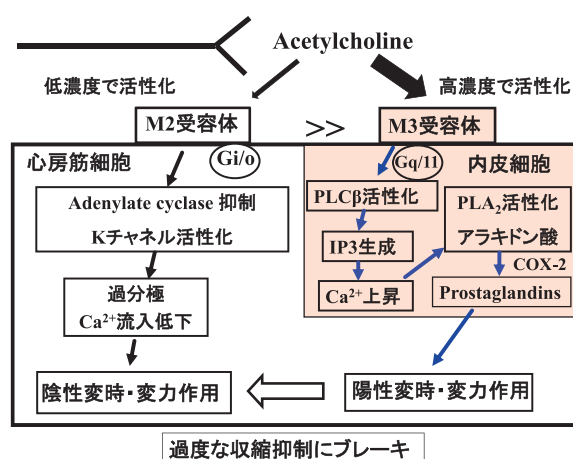 Acetylcholine
低濃度で活性化
高濃度で活性化
M2受容体
>>
M3受容体
心房筋細胞
Gi/o
Gq/11
内皮細胞
Adenylate cyclase 抑制
Kチャネル活性化
PLCβ活性化
PLA₂活性化
アラキドン酸
IP3生成
COX-2
過分極
Ca²⁺流入低下
Ca²⁺上昇
Prostaglandins
陰性変時・変力作用
陽性変時・変力作用
過度な収縮抑制にブレーキ